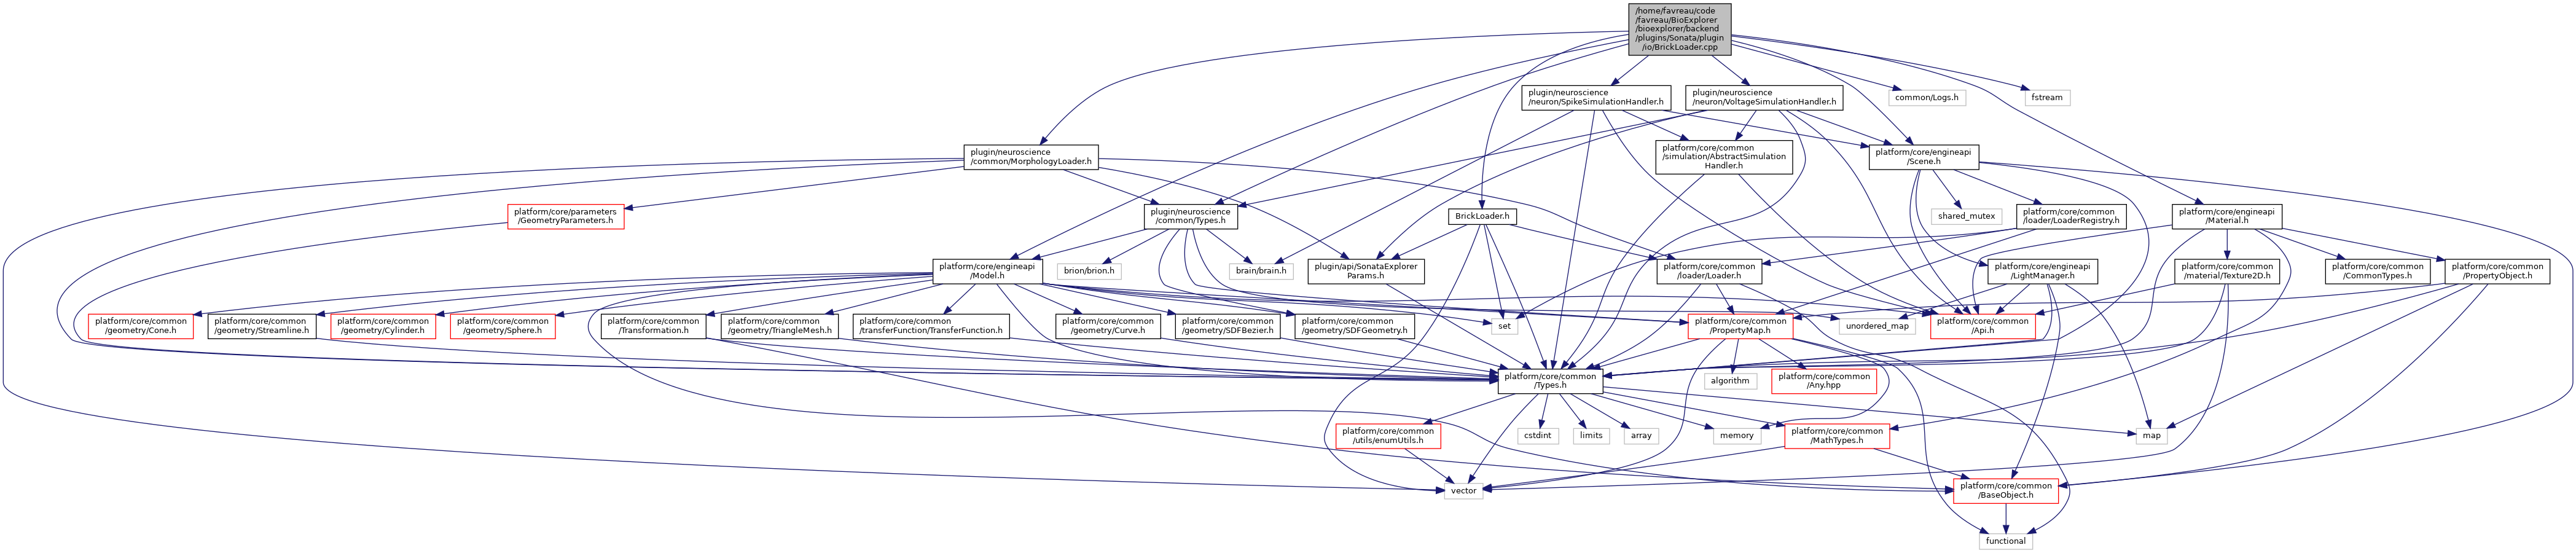 /home/favreau/code
/favreau/BioExplorer
/bioexplorer/backend
/plugins/Sonata/plugin
/io/BrickLoader.cpp
plugin/neuroscience
/neuron/SpikeSimulationHandler.h
plugin/neuroscience
/neuron/VoltageSimulationHandler.h
common/Logs.h
fstream
plugin/neuroscience
/common/MorphologyLoader.h
platform/core/common
/simulation/AbstractSimulation
Handler.h
platform/core/engineapi
/Scene.h
platform/core/parameters
/GeometryParameters.h
plugin/neuroscience
/common/Types.h
BrickLoader.h
shared_mutex
platform/core/common
/loader/LoaderRegistry.h
platform/core/engineapi
/Material.h
platform/core/engineapi
/Model.h
brion/brion.h
brain/brain.h
plugin/api/SonataExplorer
Params.h
platform/core/common
/loader/Loader.h
platform/core/engineapi
/LightManager.h
platform/core/common
/material/Texture2D.h
platform/core/common
/CommonTypes.h
platform/core/common
/PropertyObject.h
platform/core/common
/geometry/Cone.h
platform/core/common
/geometry/Streamline.h
platform/core/common
/geometry/Cylinder.h
platform/core/common
/geometry/Sphere.h
platform/core/common
/Transformation.h
platform/core/common
/geometry/TriangleMesh.h
platform/core/common
/transferFunction/TransferFunction.h
platform/core/common
/geometry/Curve.h
platform/core/common
/geometry/SDFBezier.h
platform/core/common
/geometry/SDFGeometry.h
set
platform/core/common
/PropertyMap.h
unordered_map
platform/core/common
/Api.h
platform/core/common
/Types.h
algorithm
platform/core/common
/Any.hpp
platform/core/common
/utils/enumUtils.h
cstdint
limits
array
memory
platform/core/common
/MathTypes.h
map
vector
platform/core/common
/BaseObject.h
functional